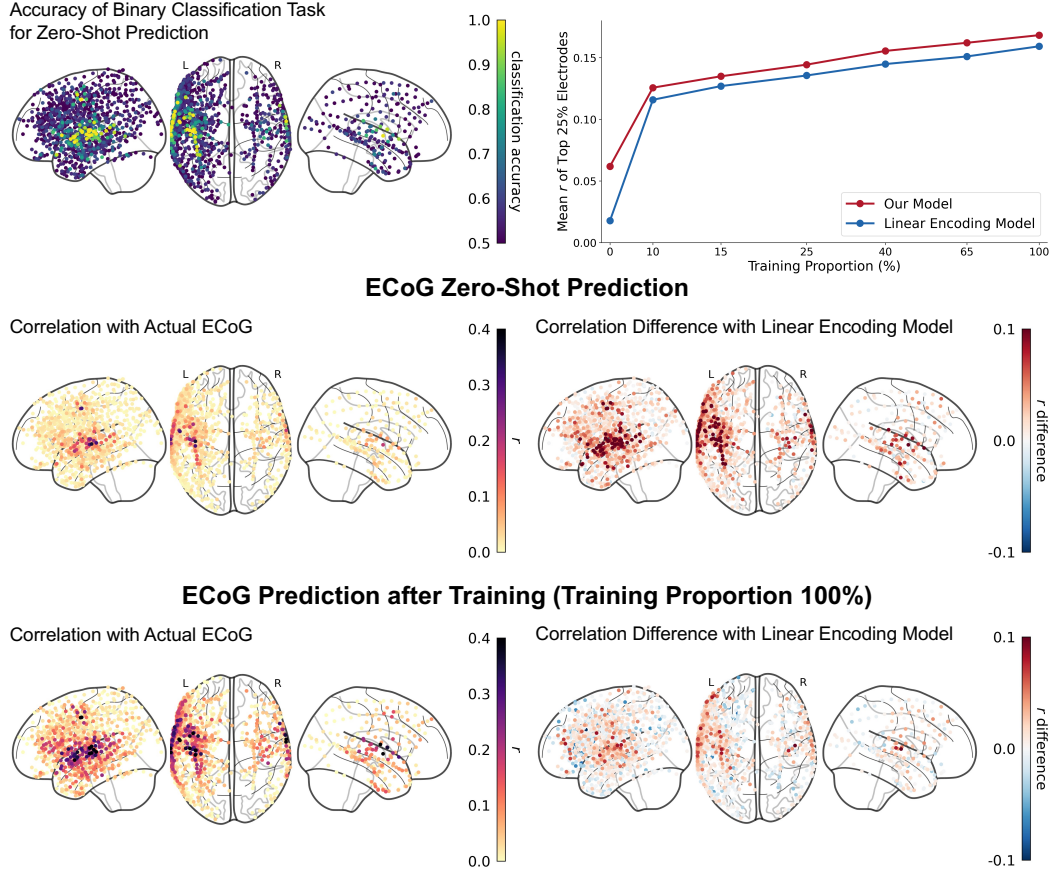 Accuracy of Binary Classification Task
for Zero-Shot Prediction
L
R
1.0
0.9
0.8
0.7
0.6
0.5
classification accuracy
Mean r of Top 25% Electrodes
0.15
0.10
0.05
0.00
Our Model
Linear Encoding Model
0
10
15
25
40
65
100
Training Proportion (%)
ECoG Zero-Shot Prediction
Correlation with Actual ECoG
L
R
0.4
0.3
0.2
0.1
0.0
r
Correlation Difference with Linear Encoding Model
L
R
0.1
0.0
-0.1
r difference
ECoG Prediction after Training (Training Proportion 100%)
Correlation with Actual ECoG
L
R
0.4
0.3
0.2
0.1
0.0
r
Correlation Difference with Linear Encoding Model
L
R
0.1
0.0
-0.1
r difference